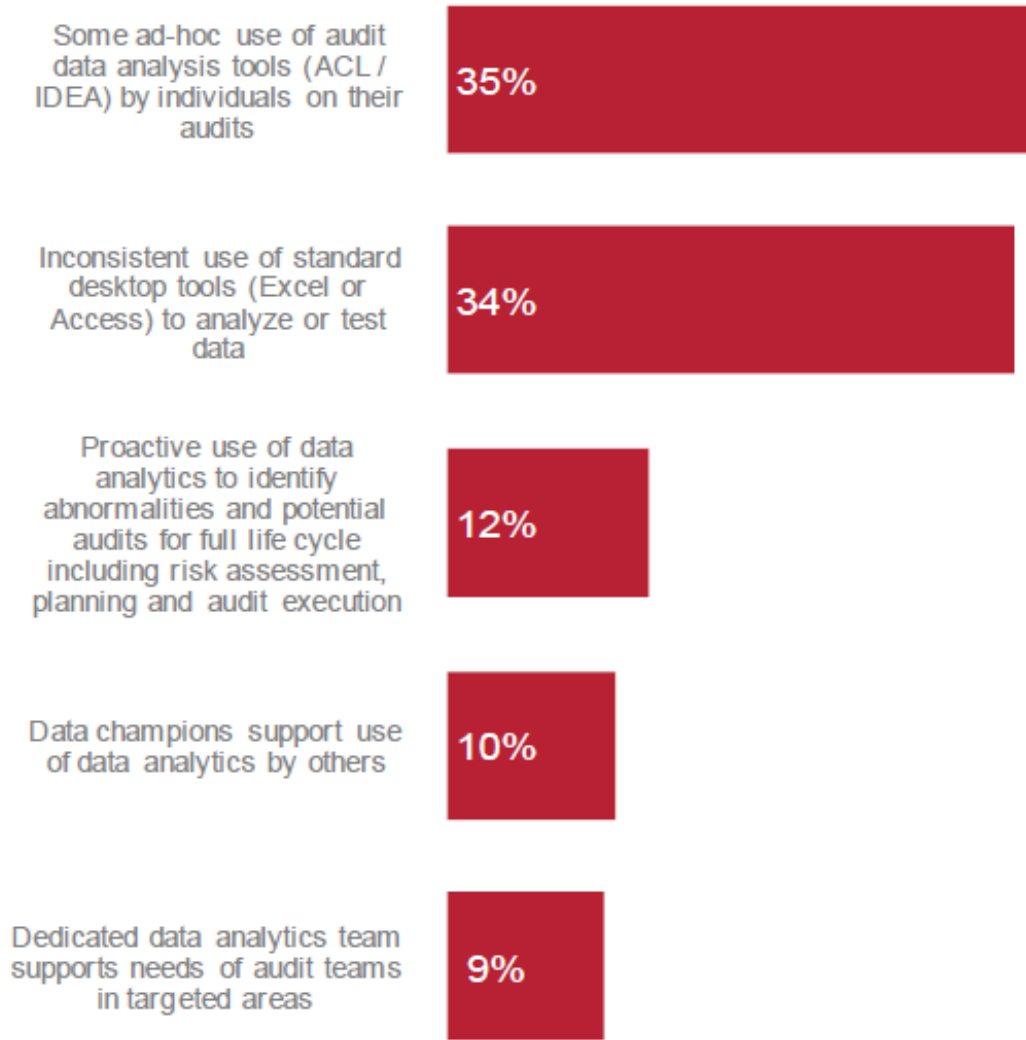 Some ad-hoc use of audit
data analysis tools (ACL /
IDEA) by individuals on their
audits
35%
Inconsistent use of standard
desktop tools (Excel or
Access) to analyze or test
data
34%
Proactive use of data
analytics to identify
abnormalities and potential
audits for full life cycle
including risk assessment,
planning and audit execution
12%
Data champions support use
of data analytics by others
10%
Dedicated data analytics team
supports needs of audit teams
in targeted areas
9%